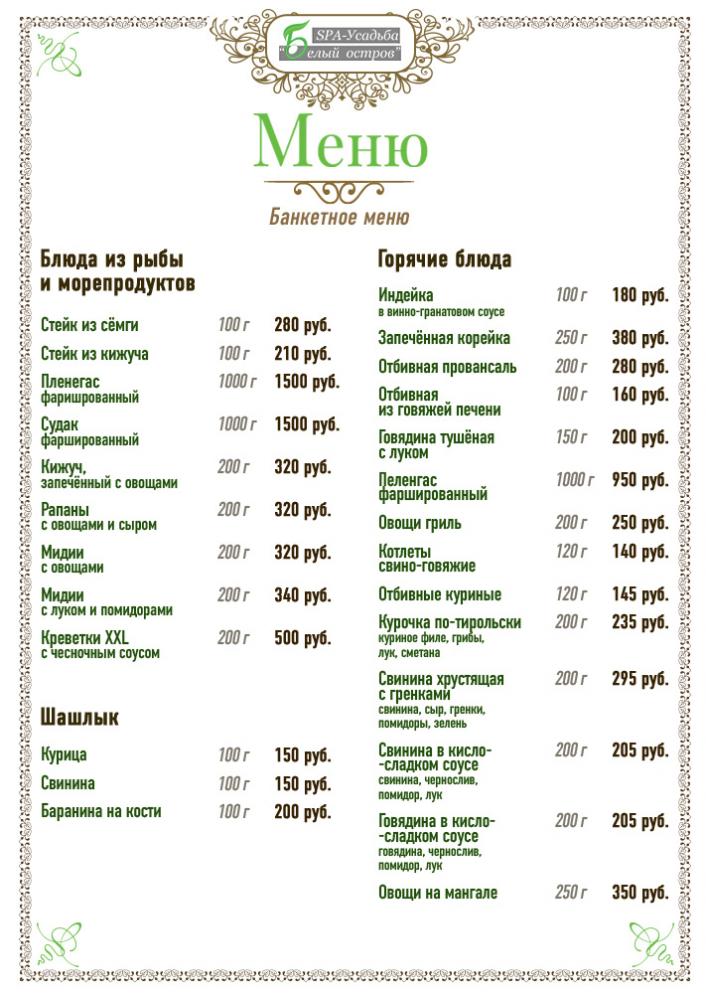 SPA-Усадьба
"Белый остров"
Меню
Банкетное меню
Блюда из рыбы
и морепродуктов
Стейк из сёмги 100 г 280 руб.
Стейк из кижуча 100 г 210 руб.
Пленегас 1000 г 1500 руб.
фаришрованный
Судак 1000 г 1500 руб.
фаршированный
Кижуч, 200 г 320 руб.
запечённый с овощами
Рапаны 200 г 320 руб.
с овощами и сыром
Мидии 200 г 320 руб.
с овощами
Мидии 200 г 340 руб.
с луком и помидорами
Креветки XXL 200 г 500 руб.
с чесночным соусом
Шашлык
Курица 100 г 150 руб.
Свинина 100 г 150 руб.
Баранина на кости 100 г 200 руб.
Горячие блюда
Индейка 100 г 180 руб.
в винно-гранатовом соусе
Запечённая корейка 250 г 380 руб.
Отбивная провансаль 200 г 280 руб.
Отбивная 100 г 160 руб.
из говяжей печени
Говядина тушёная 150 г 200 руб.
с луком
Пеленгас 1000 г 950 руб.
фаршированный
Овощи гриль 200 г 250 руб.
Котлеты 120 г 140 руб.
свино-говяжие
Отбивные куриные 120 г 145 руб.
Курочка по-тирольски 200 г 235 руб.
куриное филе, грибы,
лук, сметана
Свинина хрустящая 200 г 295 руб.
с гренками
свинина, сыр, гренки,
помидоры, зелень
Свинина в кисло- 200 г 205 руб.
-сладком соусе
свинина, чернослив,
помидор, лук
Говядина в кисло- 200 г 205 руб.
-сладком соусе
говядина, чернослив,
помидор, лук
Овощи на мангале 250 г 350 руб.